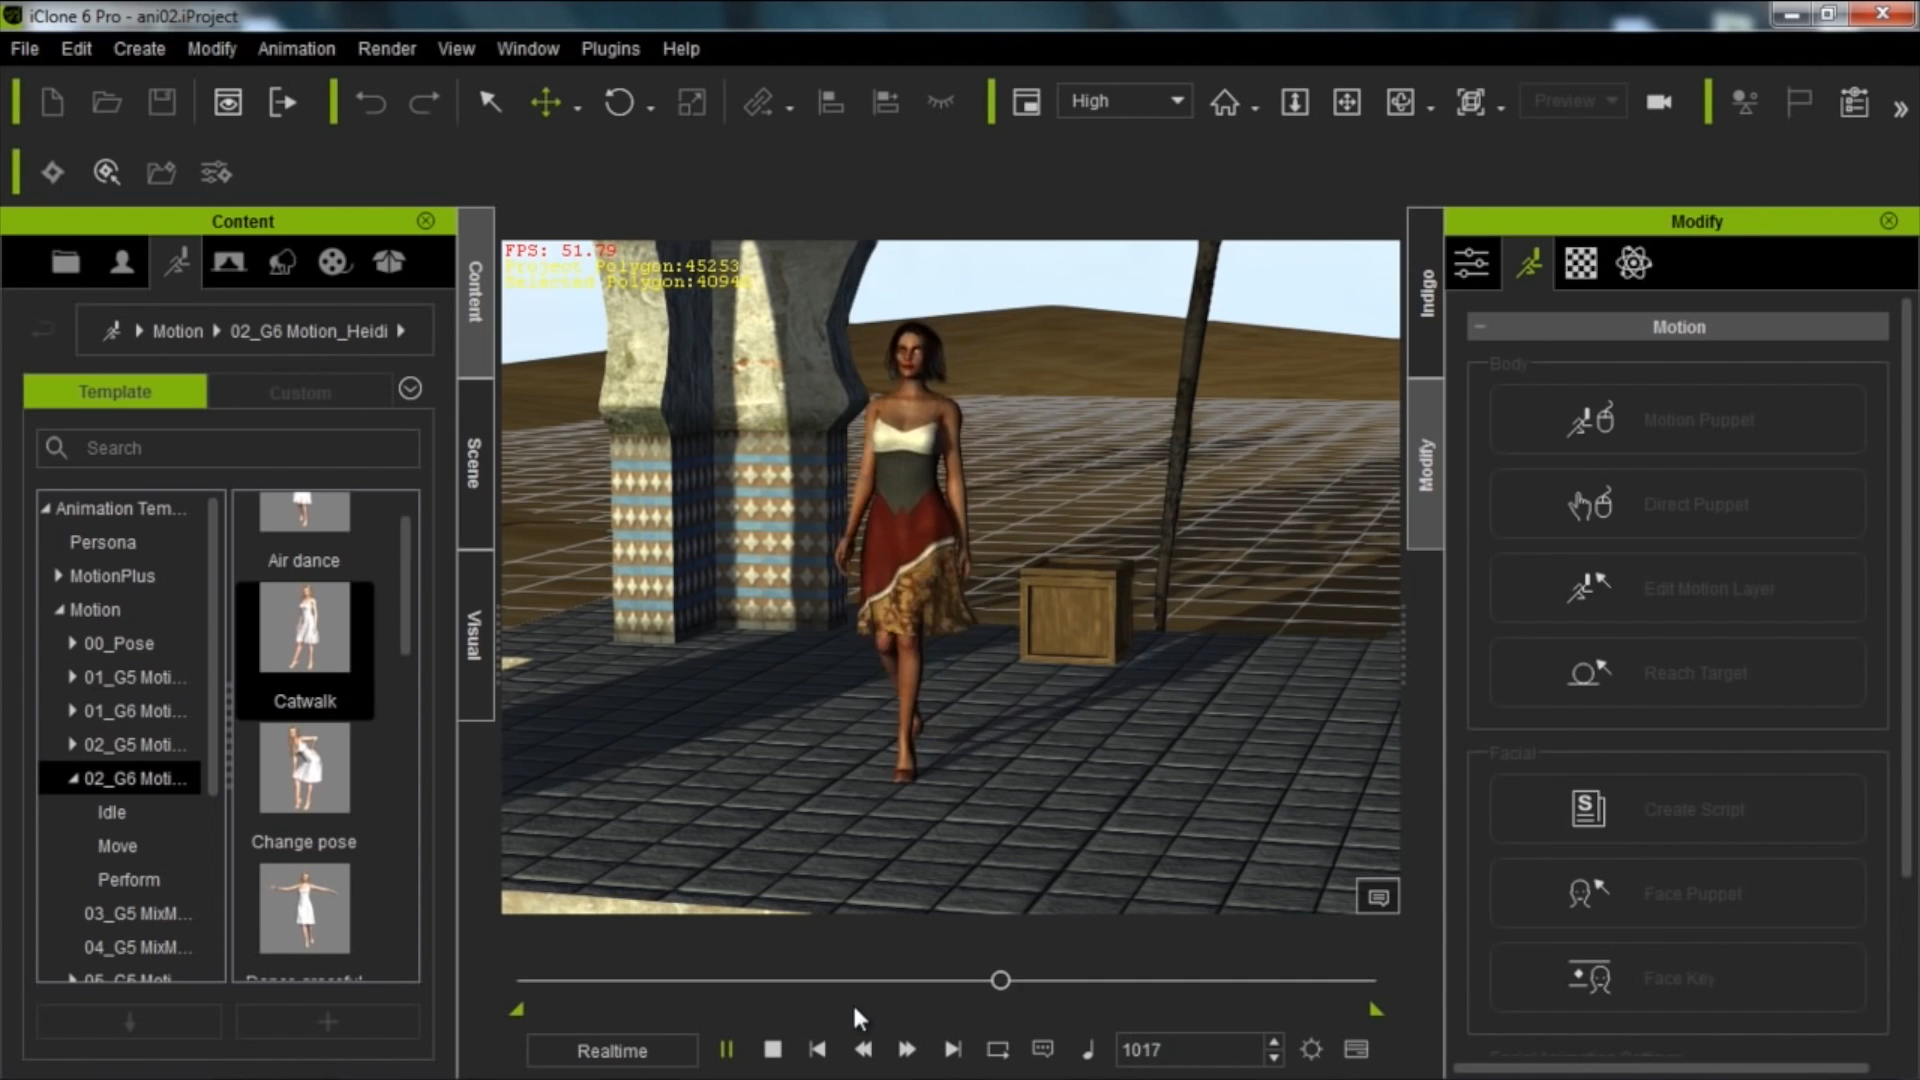 iClone 6 Pro - ani02.iProject
File Edit Create Modify Animation Render View Window Plugins Help
High
Preview
Content
Modify
FPS: 51.79
Project Polygon:45253
Selected Polygon:4094
Content
Scene
Visual
Indigo
Modify
Motion 02_G6 Motion_Heidi
Template Custom
Search
Animation Tem...
Persona
MotionPlus
Motion
00_Pose
01_G5 Moti...
01_G6 Moti...
02_G5 Moti...
02_G6 Moti...
Idle
Move
Perform
03_G5 MixM...
04_G5 MixM...
05_G5 Moti
Air dance
Catwalk
Change pose
Motion
Body
Motion Puppet
Direct Puppet
Edit Motion Layer
Reach Target
Facial
Create Script
Face Puppet
Face Key
Realtime
1017